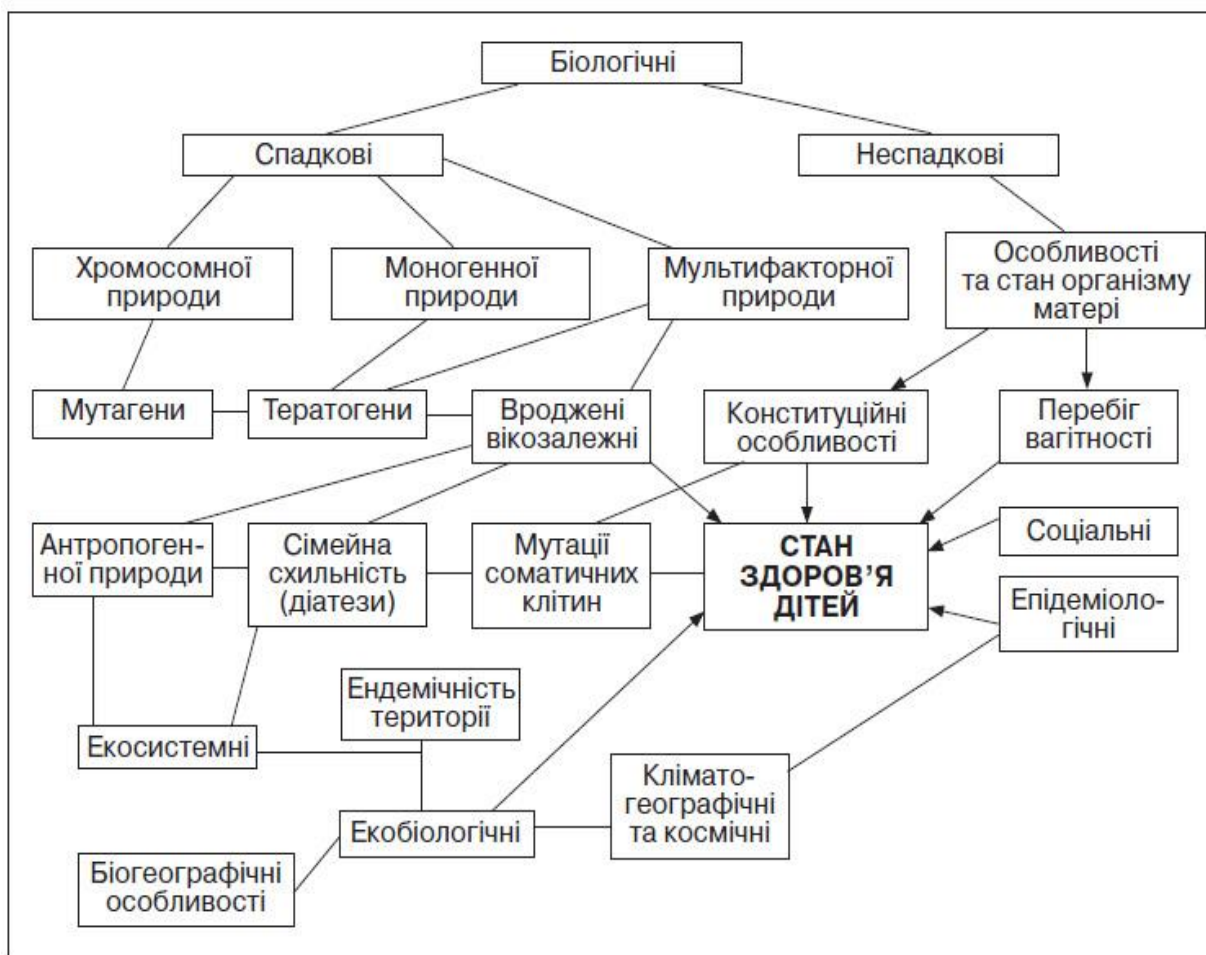 Біологічні
Спадкові
Неспадкові
Хромосомної
природи
Моногенної
природи
Мультифакторної
природи
Особливості
та стан організму
матері
Мутагени
Тератогени
Вроджені
вікозалежні
Конституційні
особливості
Перебіг
вагітності
Антропоген-
ної природи
Сімейна
схильність
(діатези)
Мутації
соматичних
клітин
СТАН
ЗДОРОВ’Я
ДІТЕЙ
Соціальні
Епідеміоло-
гічні
Ендемічність
території
Екосистемні
Клімато-
географічні
та космічні
Екобіологічні
Біогеографічні
особливості